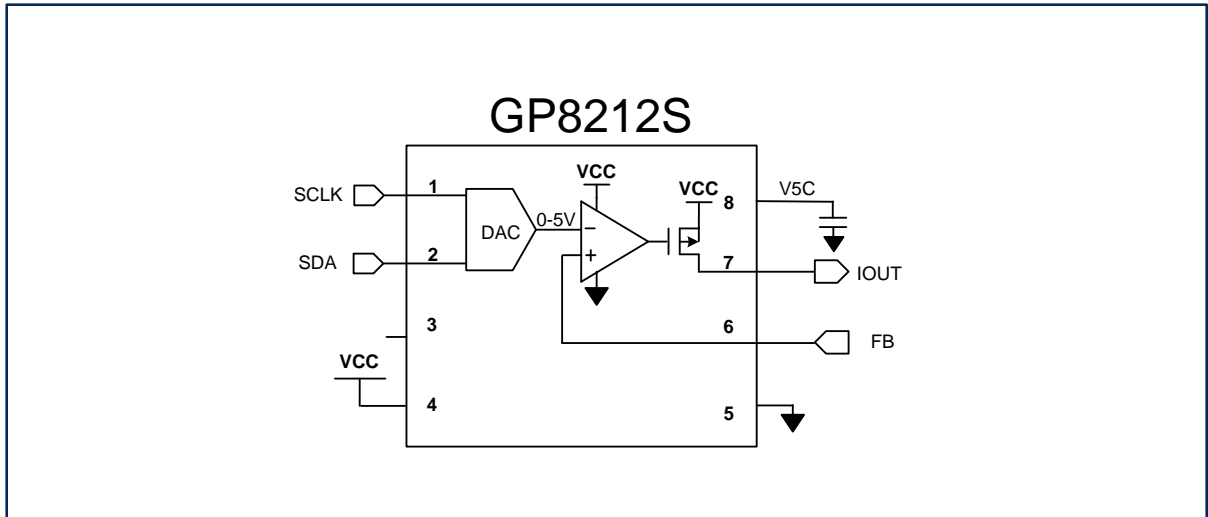 GP8212S
VCC
VCC
8
V5C
SCLK
1
0-5V
−
DAC
SDA
2
+
7
IOUT
3
6
FB
VCC
4
5